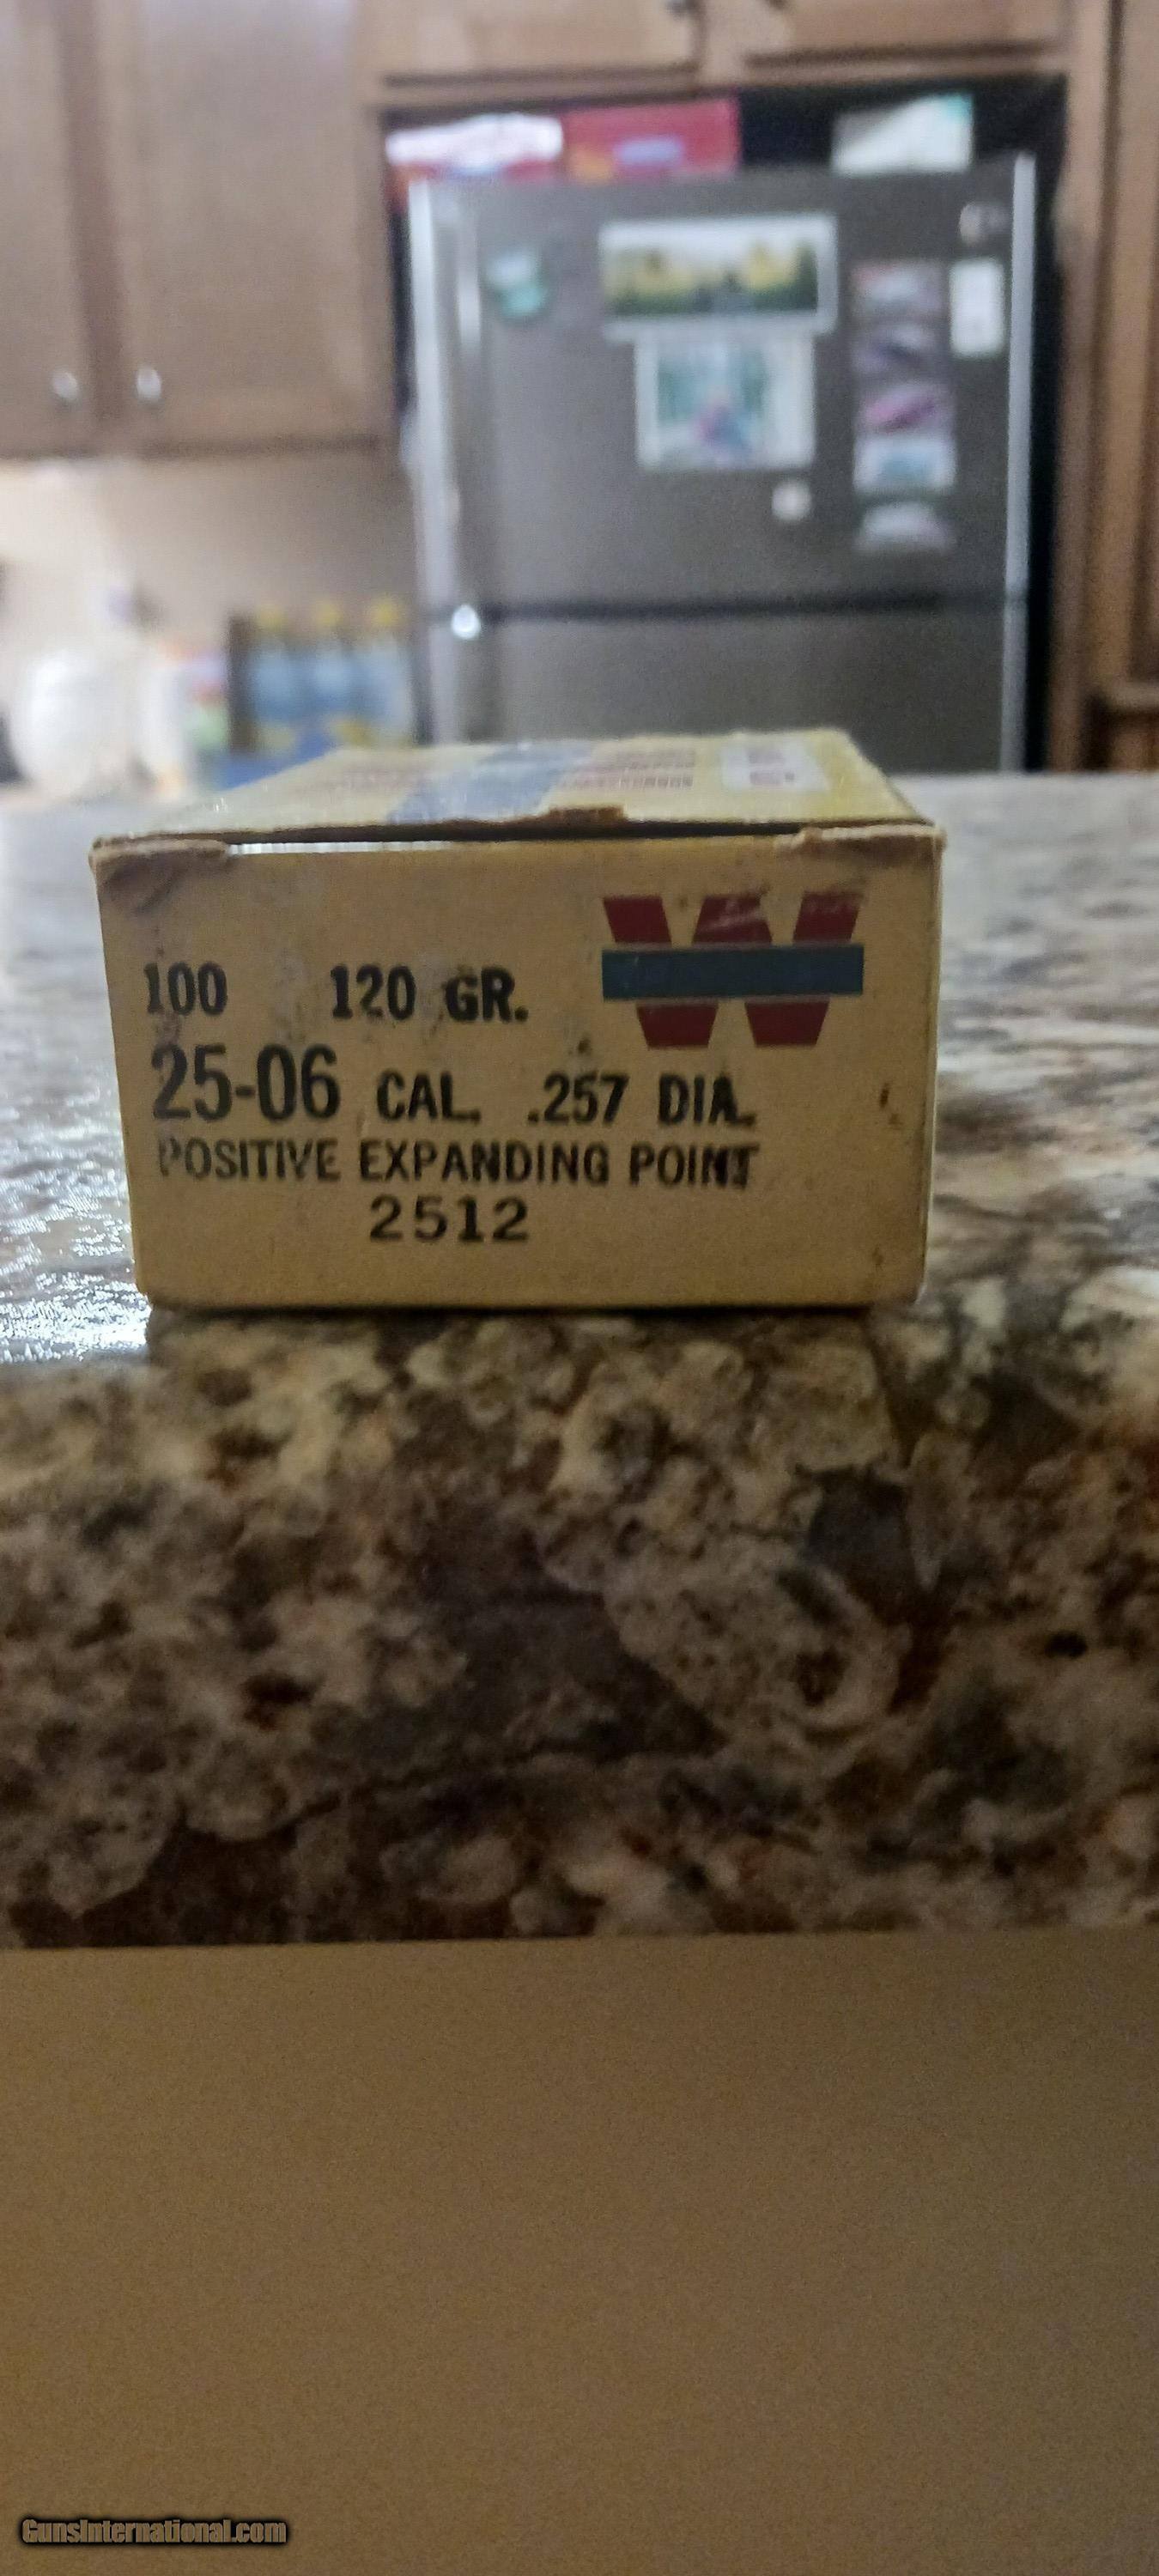 100 120 GR.
W
25-06 CAL. .257 DIA.
POSITIVE EXPANDING POINT
2512
GunsInternational.com